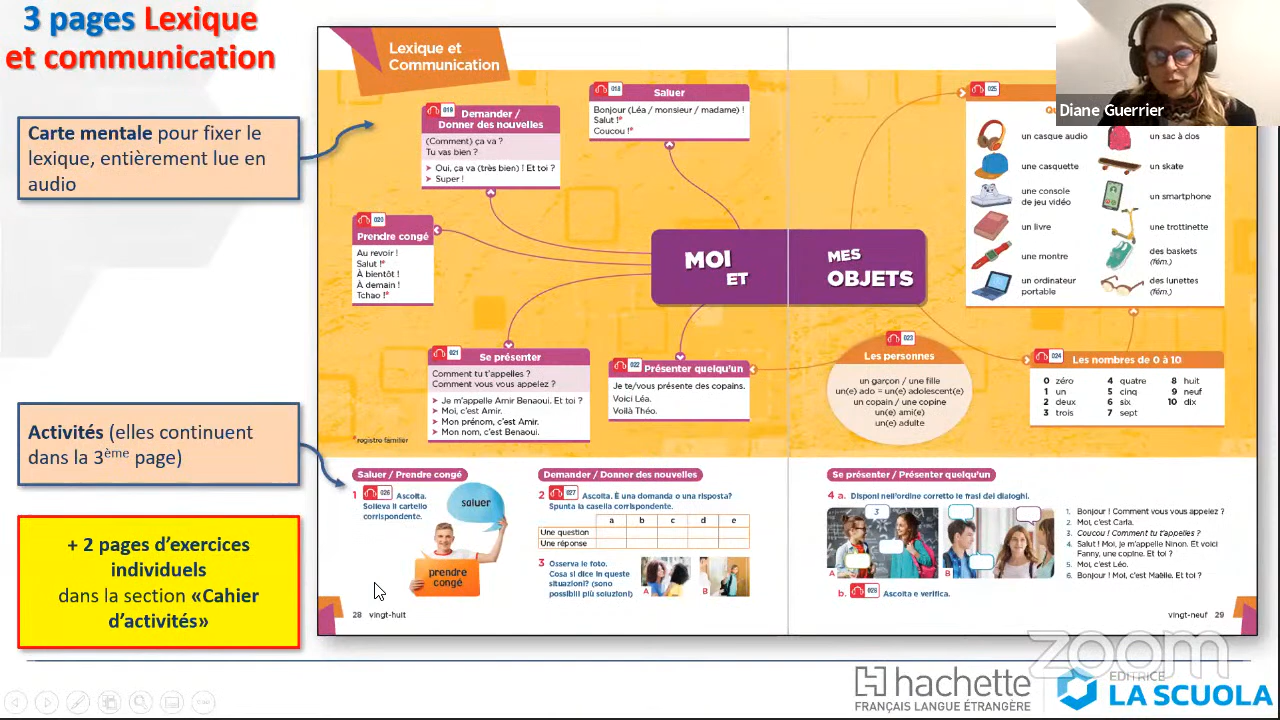 3 pages Lexique
et communication
Carte mentale pour fixer le
lexique, entièrement lue en
audio
Activités (elles continuent
dans la 3ème page)
+ 2 pages d'exercices
individuels
dans la section «Cahier
d'activités»
Lexique et
Communication
018
Saluer
Bonjour (Léa / monsieur / madame) !
Salut !*
Coucou !*
019
Demander /
Donner des nouvelles
(Comment) ça va ?
Tu vas bien ?
Oui, ça va (très bien) ! Et toi ?
Super !
020
Prendre congé
Au revoir !
Salut !*
À bientôt !
À demain !
Tchao !*
MOI
ET
MES
OBJETS
021
Se présenter
Comment tu t'appelles ?
Comment vous vous appelez ?
Je m'appelle Amir Benaoui. Et toi ?
Moi, c'est Amir.
Mon prénom, c'est Amir.
Mon nom, c'est Benaoui.
022
Présenter quelqu'un
Je te/vous présente des copains.
Voici Léa.
Voilà Théo.
*registre familier
023
Les personnes
un garçon / une fille
un(e) ado = un(e) adolescent(e)
un copain / une copine
un(e) ami(e)
un(e) adulte
024
Les nombres de 0 à 10
0 zéro
1 un
2 deux
3 trois
4 quatre
5 cinq
6 six
7 sept
8 huit
9 neuf
10 dix
025
un casque audio
une casquette
une console
de jeu vidéo
un livre
une montre
un ordinateur
portable
un sac à dos
un skate
un smartphone
une trottinette
des baskets
(fém.)
des lunettes
(fém.)
Diane Guerrier
Saluer / Prendre congé
1 026 Ascolta.
Solleva il cartello
corrispondente.
saluer
prendre
congé
Demander / Donner des nouvelles
2 027 Ascolta. È una domanda o una risposta?
Spunta la casella corrispondente.
a b c d e
Une question
Une réponse
3 Osserva le foto.
Cosa si dice in queste
situazioni? (sono
possibili più soluzioni)
A
B
Se présenter / Présenter quelqu'un
4 a. Disponi nell'ordine corretto le frasi dei dialoghi.
3
A
B
1. Bonjour ! Comment vous vous appelez ?
2. Moi, c'est Carla.
3. Coucou ! Comment tu t'appelles ?
4. Salut ! Moi, je m'appelle Ninon. Et voici
Fanny, une copine. Et toi ?
5. Moi, c'est Léo.
6. Bonjour ! Moi, c'est Maëlle. Et toi ?
b. 028 Ascolta e verifica.
28 vingt-huit
vingt-neuf 29
zoom
hachette
FRANÇAIS LANGUE ÉTRANGÈRE
EDITRICE
LA SCUOLA